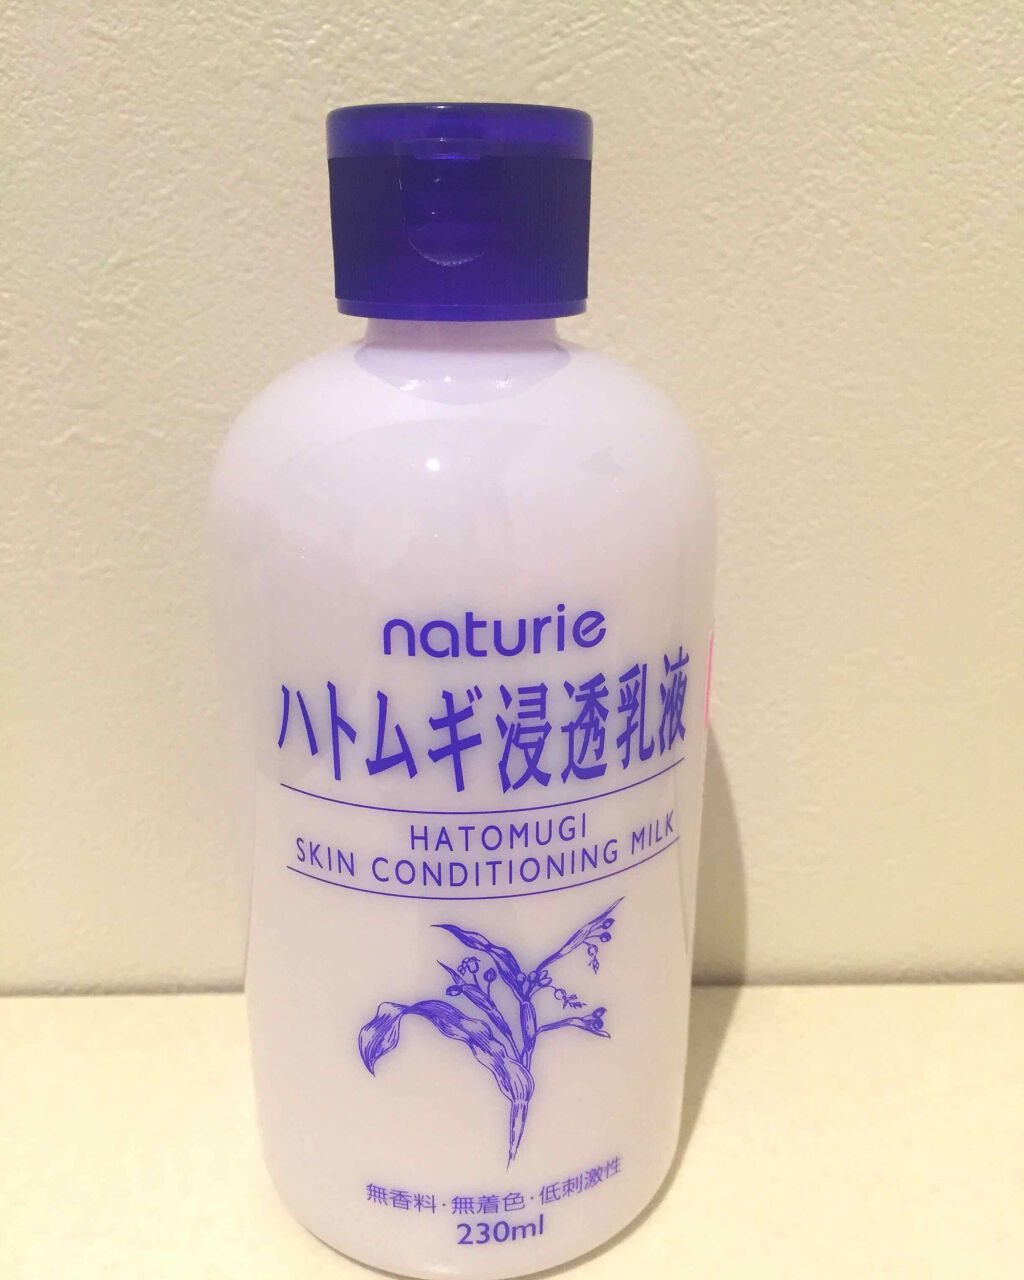 naturie
ハトムギ浸透乳液
HATOMUGI
SKIN CONDITIONING MILK
無香料・無着色・低刺激性
230ml